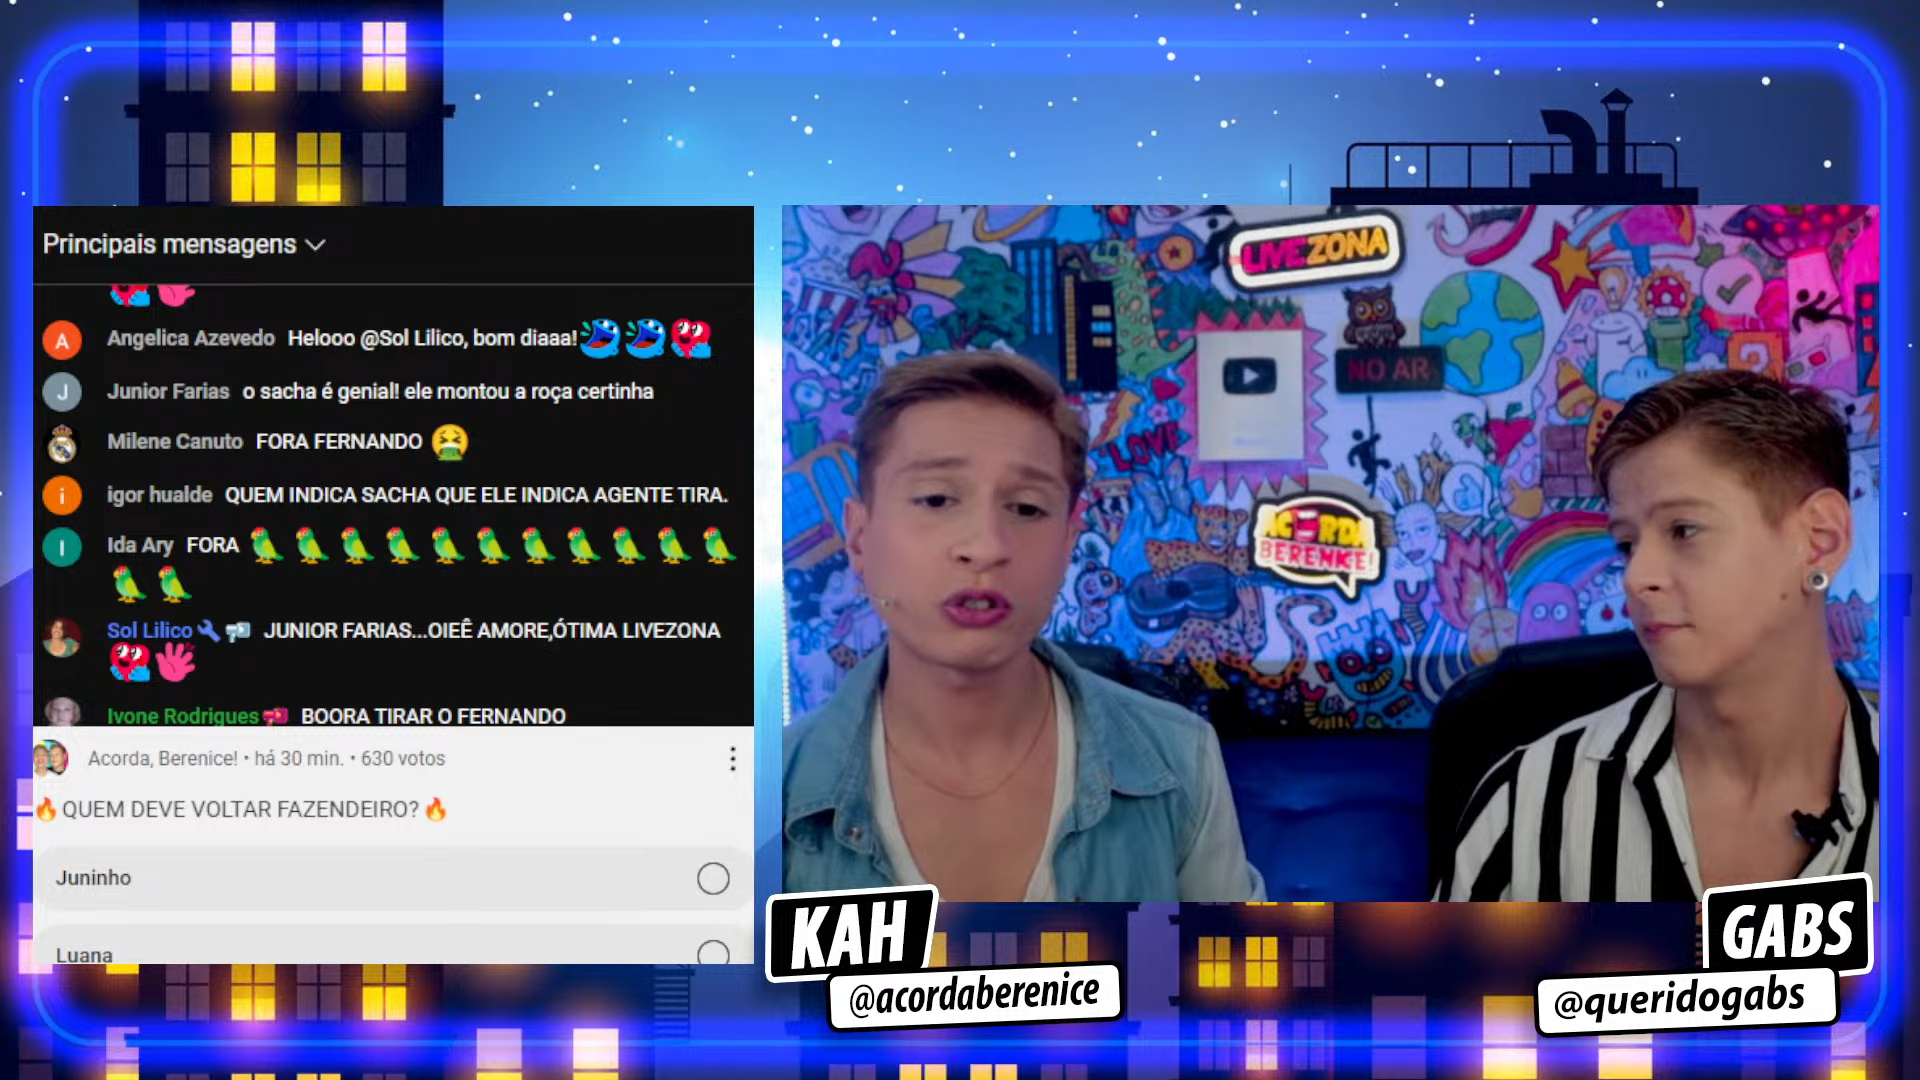 Principais mensagens
Angelica Azevedo Helooo @Sol Lilico, bom diaaa!
Junior Farias o sacha é genial! ele montou a roça certinha
Milene Canuto FORA FERNANDO
igor hualde QUEM INDICA SACHA QUE ELE INDICA AGENTE TIRA.
Ida Ary FORA
Sol Lilico JUNIOR FARIAS...OIEÊ AMORE,ÓTIMA LIVEZONA
Ivone Rodrigues BOORA TIRAR O FERNANDO
Acorda, Berenice! • há 30 min. • 630 votos
🔥 QUEM DEVE VOLTAR FAZENDEIRO? 🔥
Juninho
Luana
LIVEZONA
NO AR
LOVE
ACORDA
BERENICE!
KAH
@acordaberenice
GABS
@queridogabs